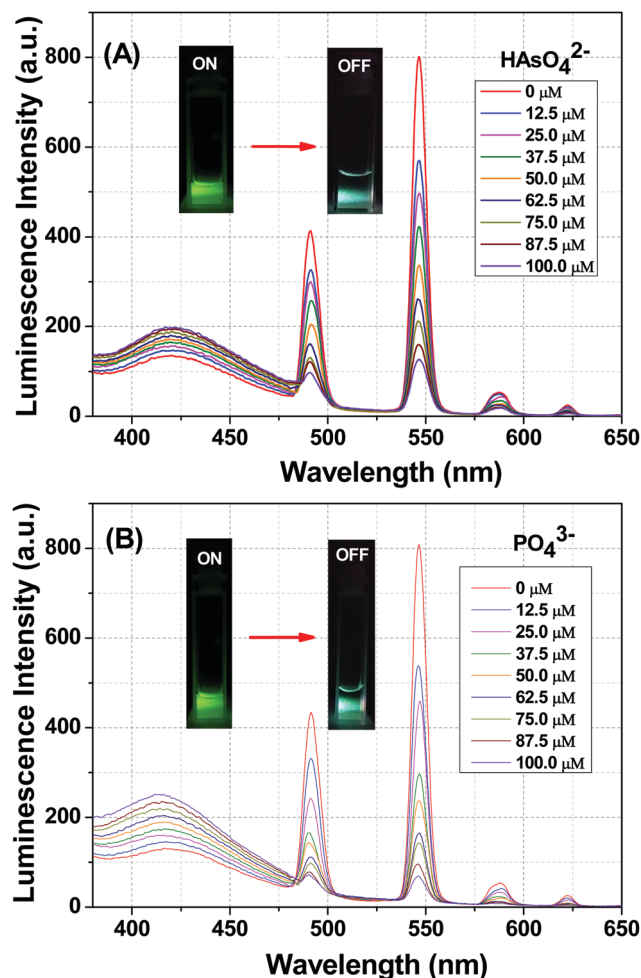 (A)
ON
OFF
HAsO₄²⁻
0 μM
12.5 μM
25.0 μM
37.5 μM
50.0 μM
62.5 μM
75.0 μM
87.5 μM
100.0 μM
Luminescence Intensity (a.u.)
800
600
400
200
0
400 450 500 550 600 650
Wavelength (nm)
(B)
ON
OFF
PO₄³⁻
0 μM
12.5 μM
25.0 μM
37.5 μM
50.0 μM
62.5 μM
75.0 μM
87.5 μM
100.0 μM
Luminescence Intensity (a.u.)
800
600
400
200
0
400 450 500 550 600 650
Wavelength (nm)